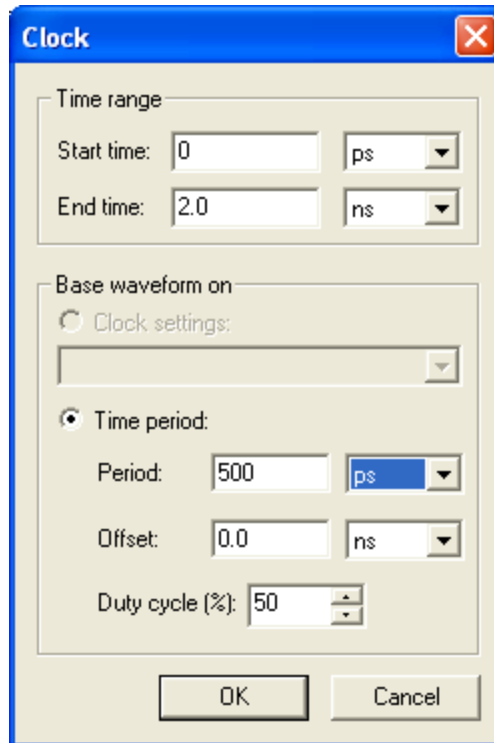 Clock
Time range
Start time: 0 ps
End time: 2.0 ns
Base waveform on
Clock settings:
Time period:
Period: 500 ps
Offset: 0.0 ns
Duty cycle (%): 50
OK Cancel